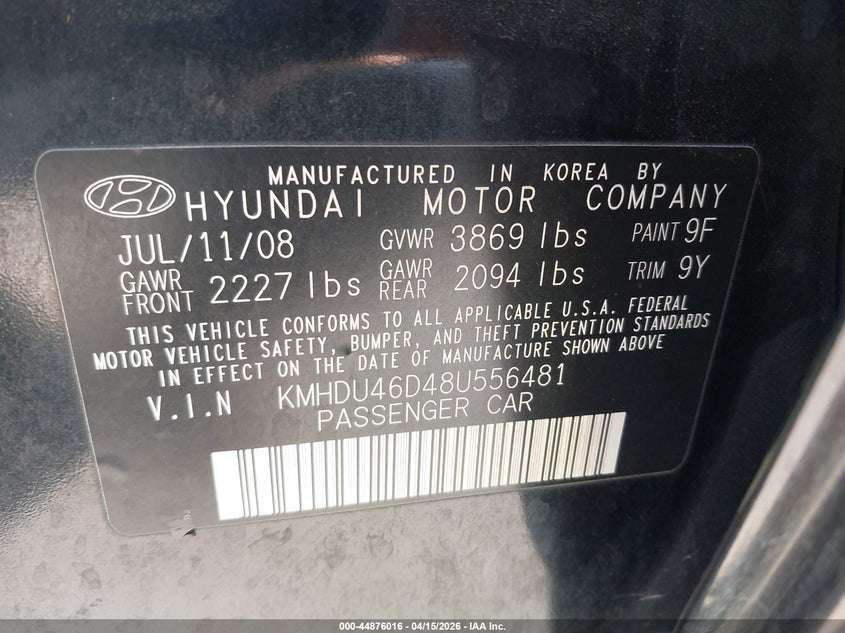 MANUFACTURED IN KOREA BY
HYUNDAI MOTOR COMPANY
JUL/11/08 GVWR 3869 lbs PAINT 9F
GAWR FRONT 2227 lbs GAWR REAR 2094 lbs TRIM 9Y
THIS VEHICLE CONFORMS TO ALL APPLICABLE U.S.A. FEDERAL
MOTOR VEHICLE SAFETY, BUMPER, AND THEFT PREVENTION STANDARDS
IN EFFECT ON THE DATE OF MANUFACTURE SHOWN ABOVE
V.I.N KMHDU46D48U556481
PASSENGER CAR
000-44876016 - 04/15/2026 - IAA Inc.